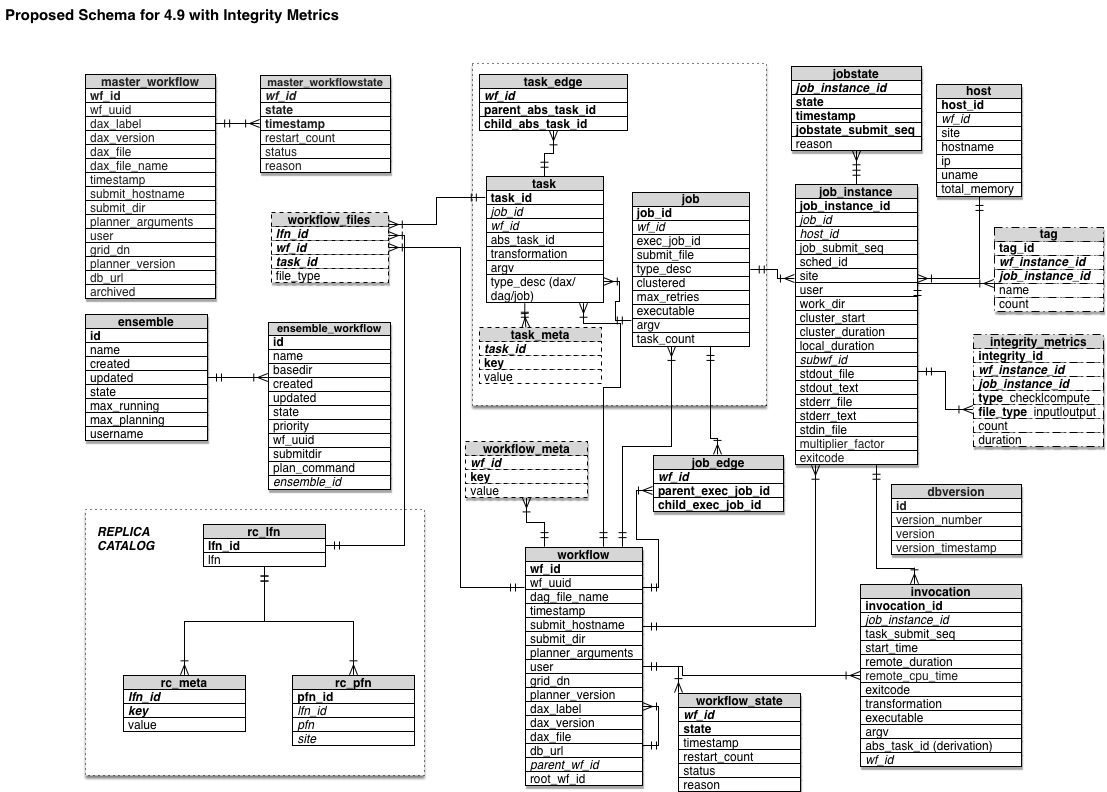 Proposed Schema for 4.9 with Integrity Metrics
master_workflow
wf_id
wf_uuid
dax_label
dax_version
dax_file
dax_file_name
timestamp
submit_hostname
submit_dir
planner_arguments
user
grid_dn
planner_version
db_url
archived
master_workflowstate
wf_id
state
timestamp
restart_count
status
reason
workflow_files
lfn_id
wf_id
task_id
file_type
ensemble
id
name
created
updated
state
max_running
max_planning
username
ensemble_workflow
id
name
basedir
created
updated
state
priority
wf_uuid
submitdir
plan_command
ensemble_id
REPLICA
CATALOG
rc_lfn
lfn_id
lfn
rc_meta
lfn_id
key
value
rc_pfn
pfn_id
lfn_id
pfn
site
task_edge
wf_id
parent_abs_task_id
child_abs_task_id
task
task_id
job_id
wf_id
abs_task_id
transformation
argv
type_desc (dax/
dag/job)
task_meta
task_id
key
value
job
job_id
wf_id
exec_job_id
submit_file
type_desc
clustered
max_retries
executable
argv
task_count
workflow_meta
wf_id
key
value
job_edge
wf_id
parent_exec_job_id
child_exec_job_id
workflow
wf_id
wf_uuid
dag_file_name
timestamp
submit_hostname
submit_dir
planner_arguments
user
grid_dn
planner_version
dax_label
dax_version
dax_file
db_url
parent_wf_id
root_wf_id
workflow_state
wf_id
state
timestamp
restart_count
status
reason
jobstate
job_instance_id
state
timestamp
jobstate_submit_seq
reason
host
host_id
wf_id
site
hostname
ip
uname
total_memory
job_instance
job_instance_id
job_id
host_id
job_submit_seq
sched_id
site
user
work_dir
cluster_start
cluster_duration
local_duration
subwf_id
stdout_file
stdout_text
stderr_file
stderr_text
stdin_file
multiplier_factor
exitcode
tag
tag_id
wf_instance_id
job_instance_id
name
count
integrity_metrics
integrity_id
wf_instance_id
job_instance_id
type check|compute
file_type input|output
count
duration
dbversion
id
version_number
version
version_timestamp
invocation
invocation_id
job_instance_id
task_submit_seq
start_time
remote_duration
remote_cpu_time
exitcode
transformation
executable
argv
abs_task_id (derivation)
wf_id